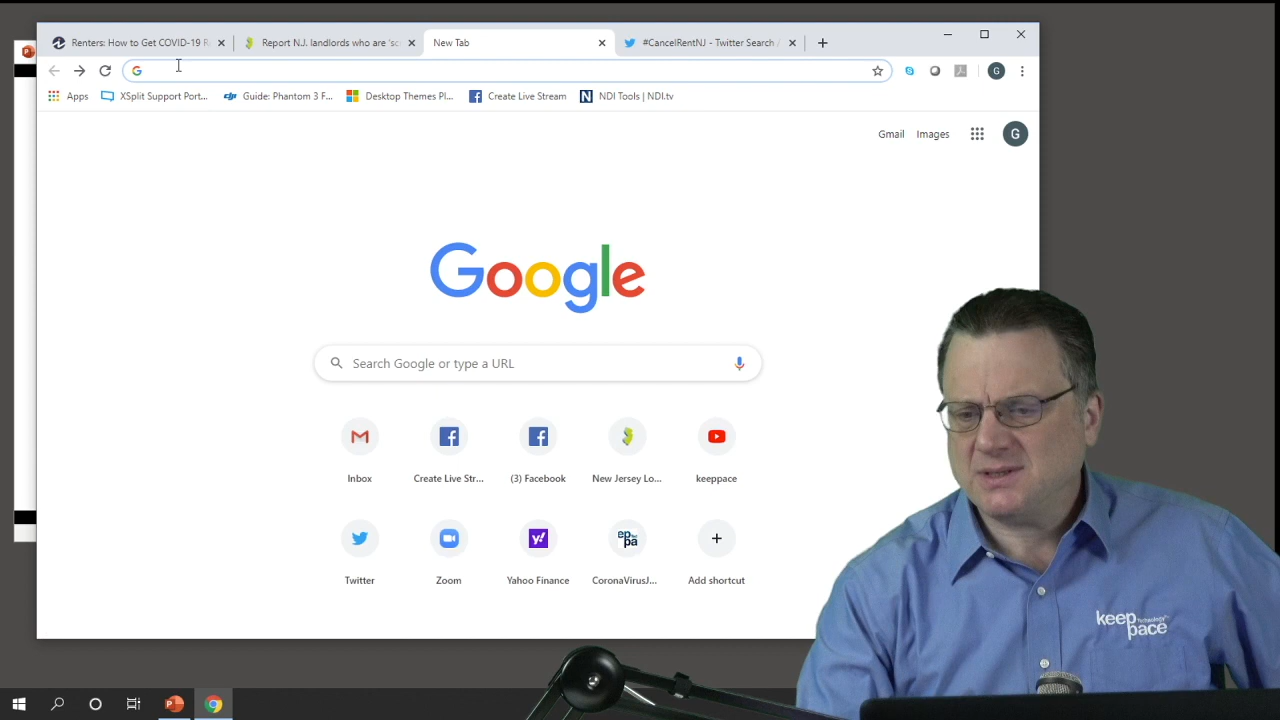 Renters: How to Get COVID-19 R
Report N.J. landlords who are 'sc
New Tab
#CancelRentNJ - Twitter Search /
Apps
XSplit Support Port...
Guide: Phantom 3 F...
Desktop Themes Pl...
Create Live Stream
NDI Tools | NDI.tv
Gmail
Images
G
Google
Search Google or type a URL
Inbox
Create Live Str...
(3) Facebook
New Jersey Lo...
keeppace
Twitter
Zoom
Yahoo Finance
CoronaVirusJ...
Add shortcut
keep Technology
pace